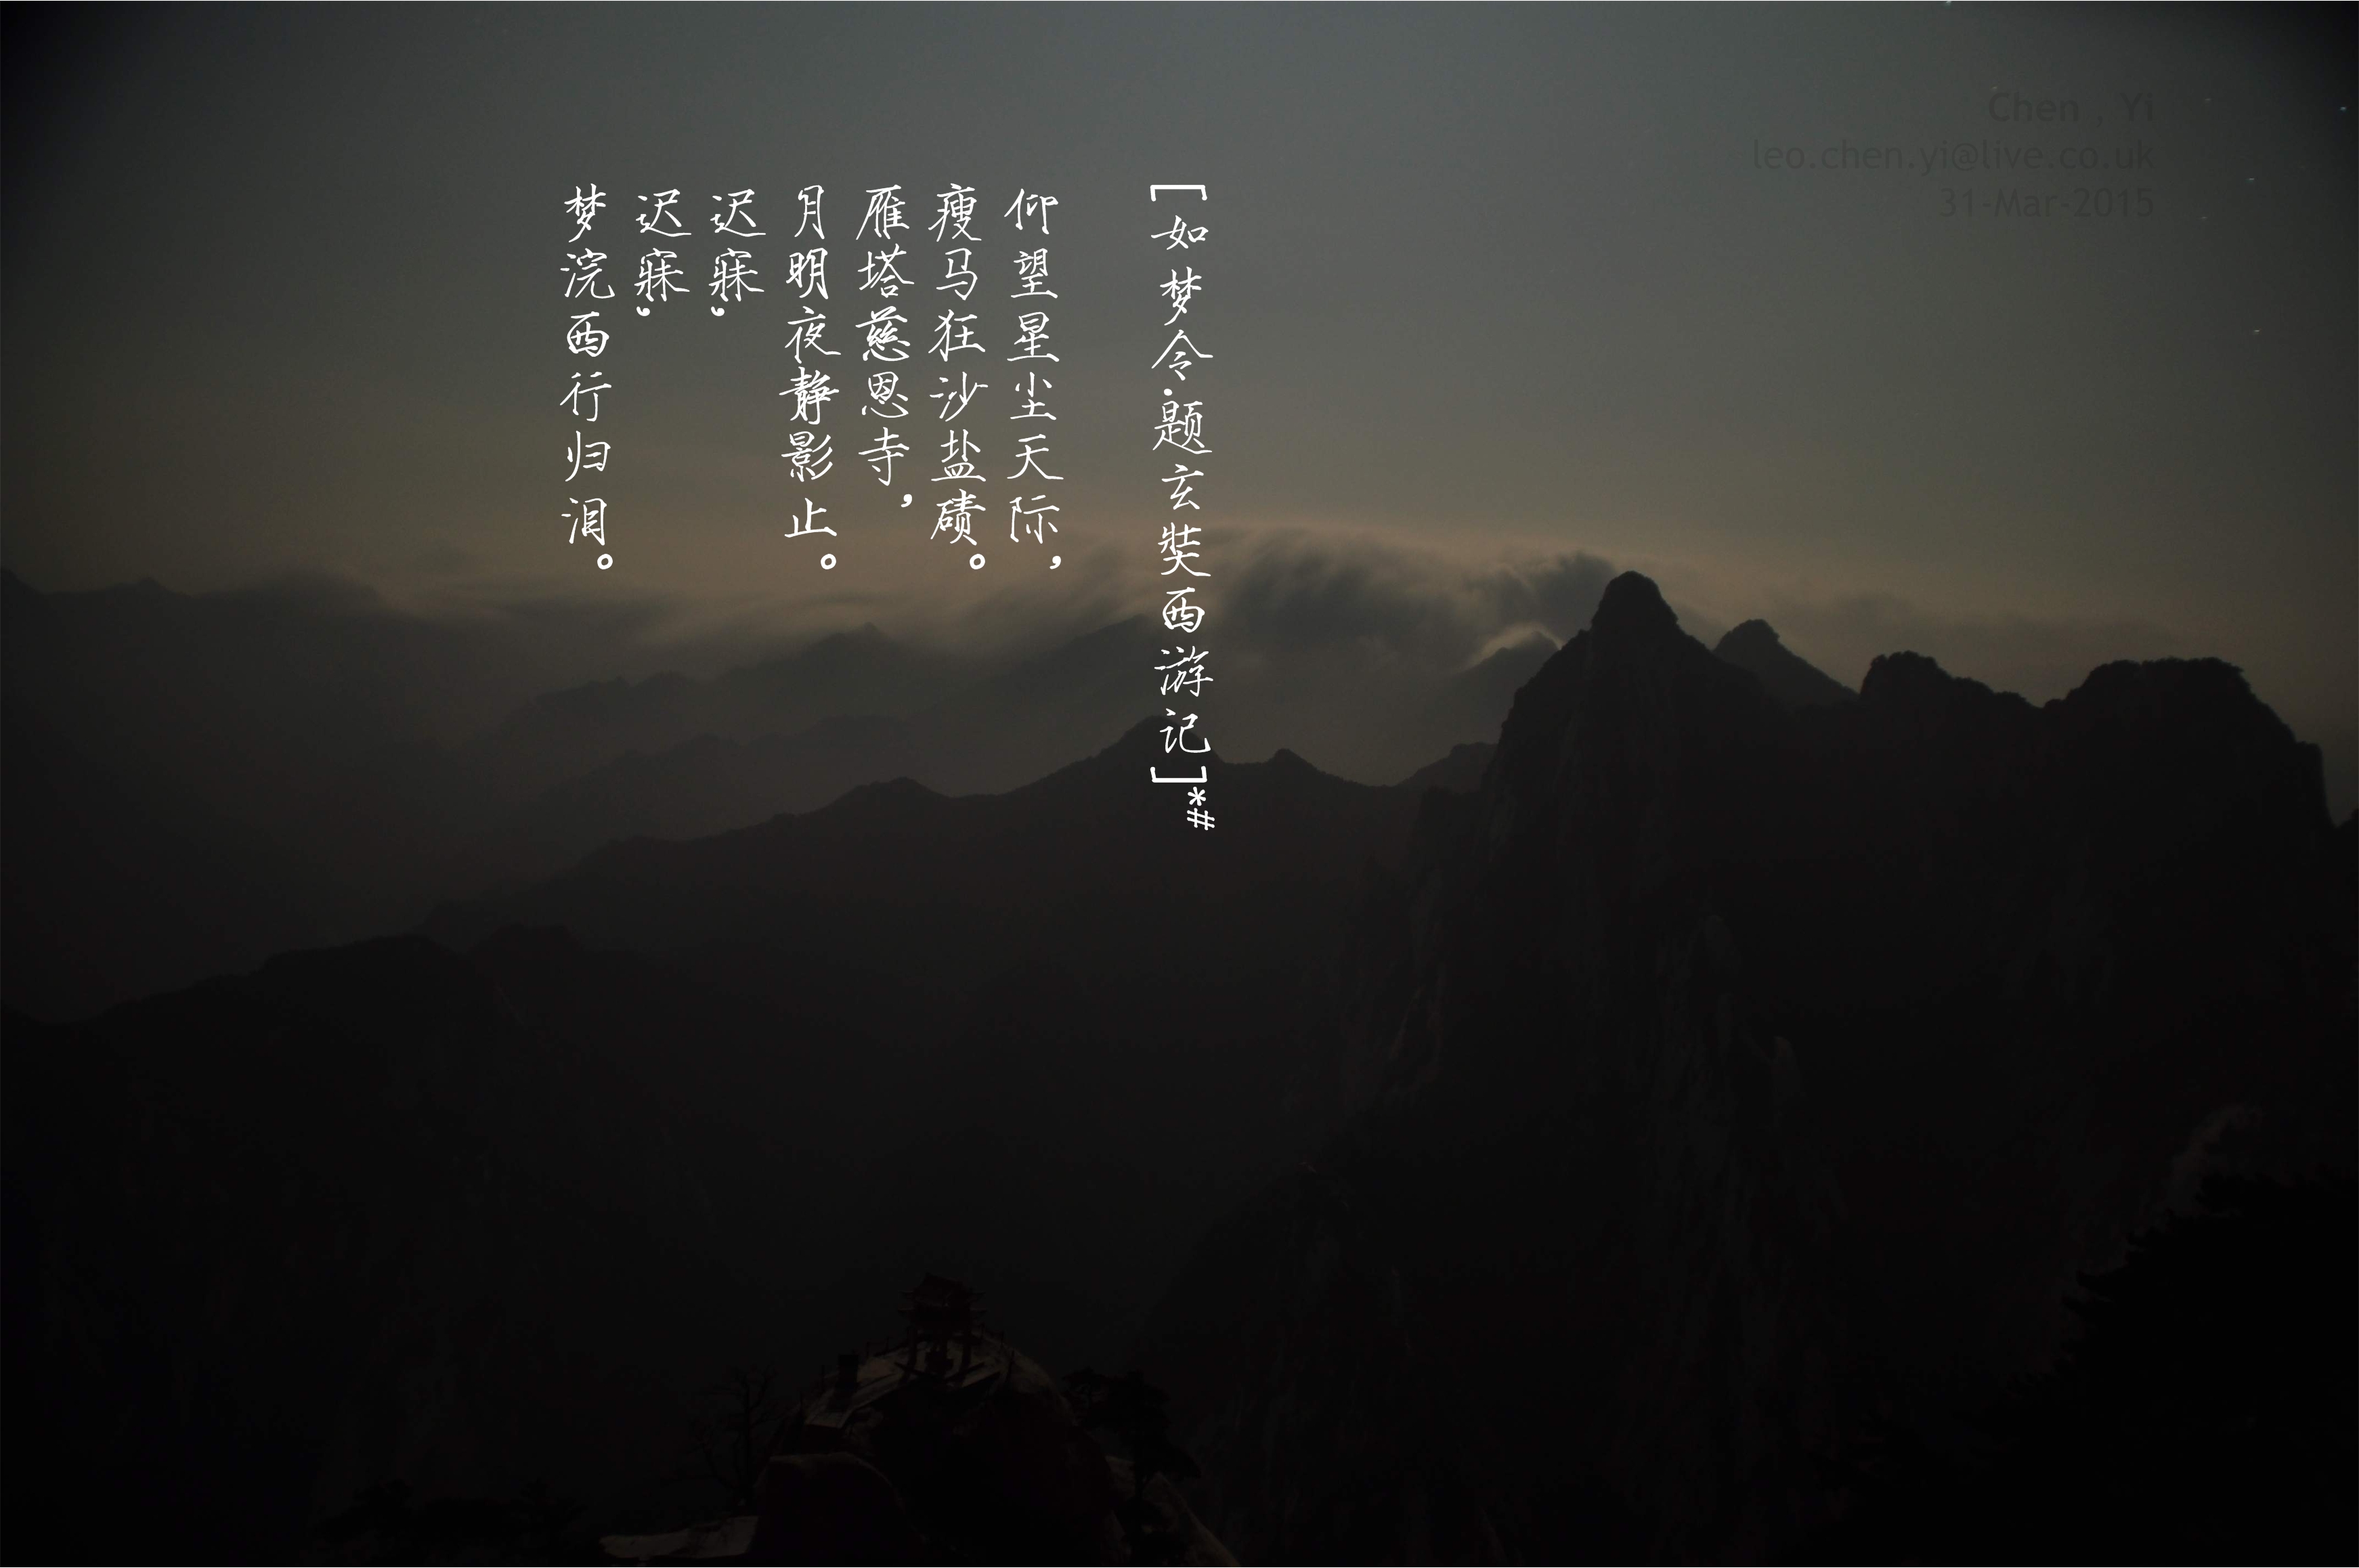 [如梦令·题玄奘西游记]*#
仰望星尘天际，
瘦马狂沙盐碛。
雁塔慈恩寺，
月明夜静影止。
迟寐，
迟寐，
梦浣西行归泪。
Chen , Yi
leo.chen.yi@live.co.uk
31-Mar-2015